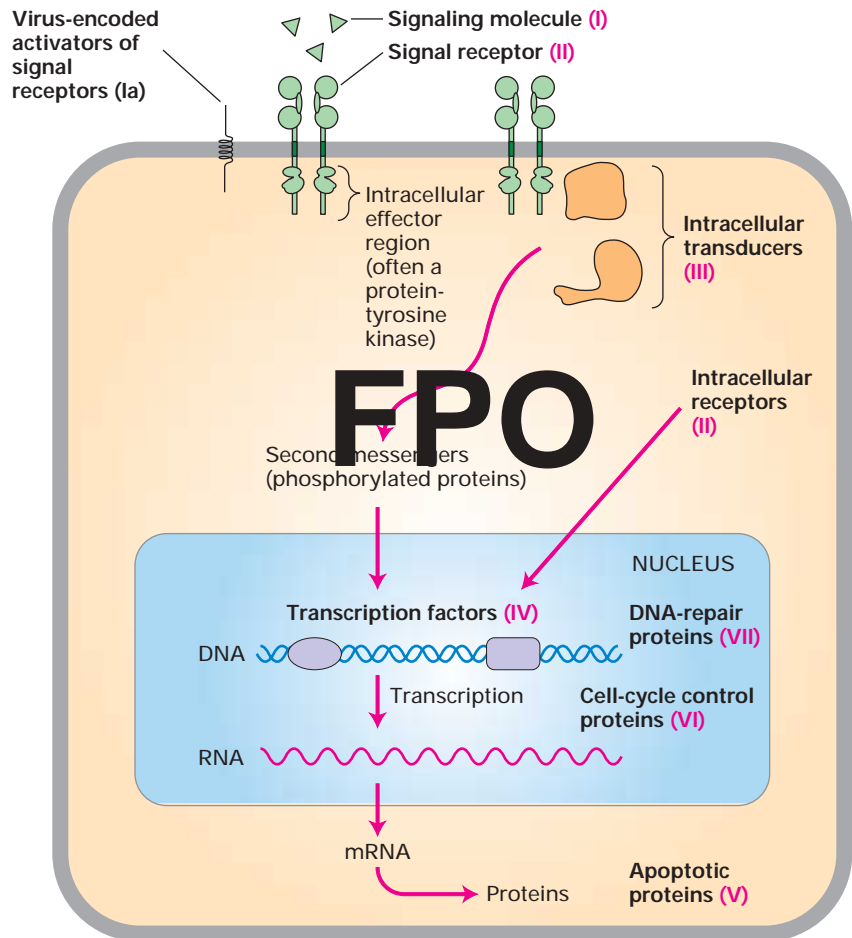 Virus-encoded
activators of
signal
receptors (Ia)
Signaling molecule (I)
Signal receptor (II)
Intracellular
effector
region
(often a
protein-
tyrosine
kinase)
Intracellular
transducers
(III)
Intracellular
receptors
(II)
FPO
Second messengers
(phosphorylated proteins)
NUCLEUS
Transcription factors (IV)
DNA-repair
proteins (VII)
DNA
Transcription
Cell-cycle control
proteins (VI)
RNA
mRNA
Proteins
Apoptotic
proteins (V)